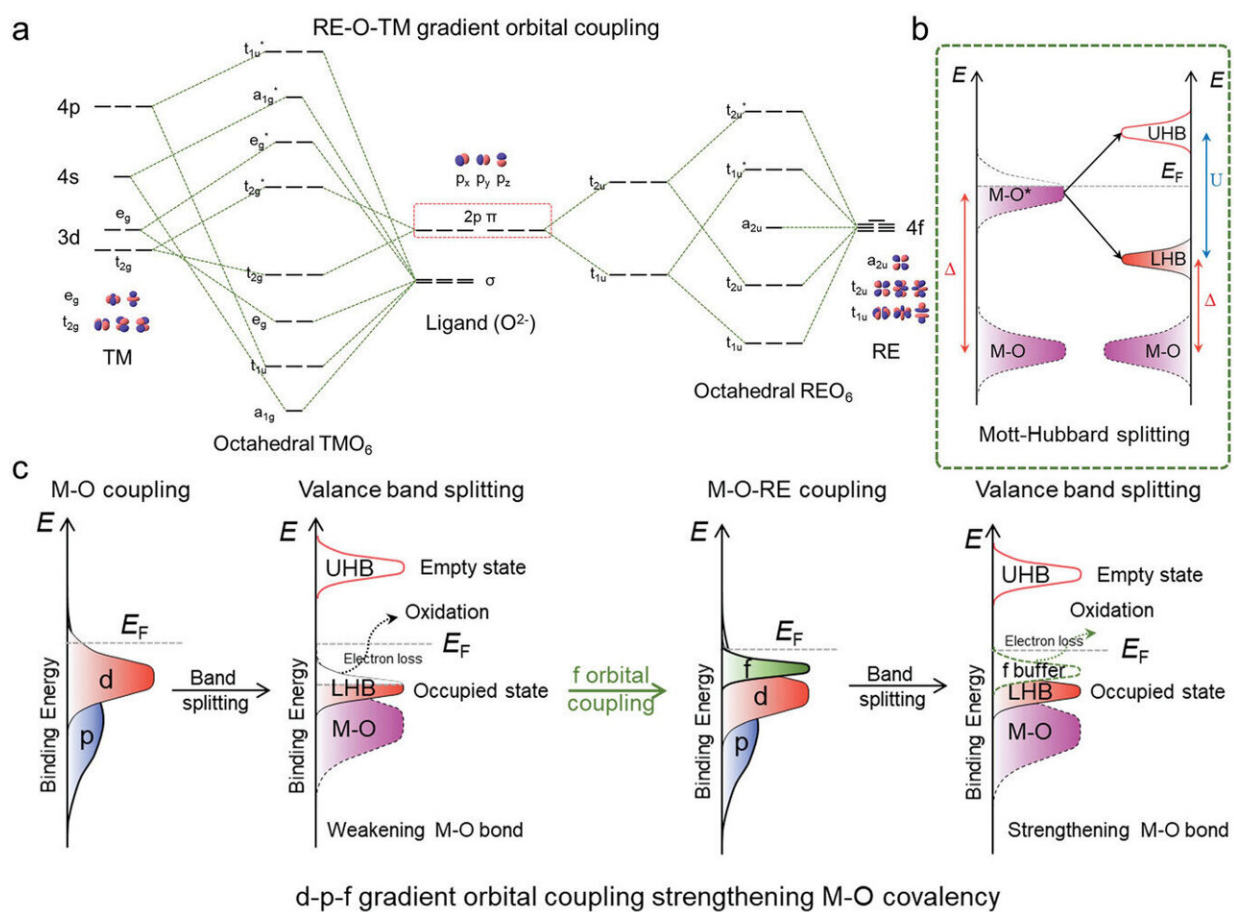 a
RE-O-TM gradient orbital coupling
t1u*
4p
a1g*
eg*
4s
t2g*
eg
3d
t2g
px py pz
2p π
t2g
eg
σ
Ligand (O2-)
eg
t2g
TM
t1u
a1g
Octahedral TMO6
t2u*
t2u
t1u*
a2u
4f
t1u
t2u
a2u
t2u
t1u
RE
t1u
Octahedral REO6
b
E
E
UHB
EF
U
M-O*
LHB
Δ
Δ
M-O
M-O
Mott-Hubbard splitting
c
M-O coupling
E
EF
d
p
Binding Energy
Band
splitting
Valance band splitting
E
UHB
Empty state
Oxidation
EF
Electron loss
LHB
Occupied state
M-O
Binding Energy
Weakening M-O bond
f orbital
coupling
M-O-RE coupling
E
EF
f
d
p
Binding Energy
Band
splitting
Valance band splitting
E
UHB
Empty state
Oxidation
Electron loss
EF
f buffer
LHB
Occupied state
M-O
Binding Energy
Strengthening M-O bond
d-p-f gradient orbital coupling strengthening M-O covalency